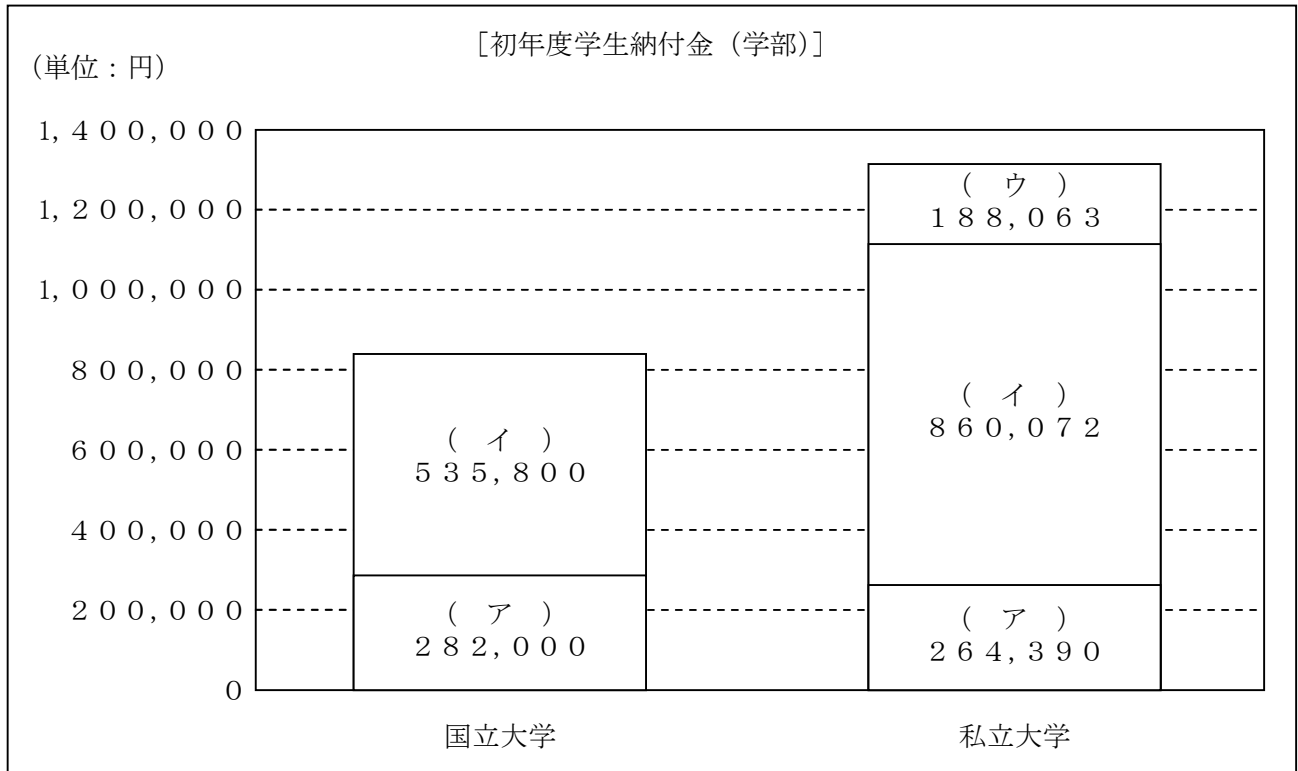 ［初年度学生納付金（学部）］
（単位：円）
１,４００,０００
１,２００,０００
１,０００,０００
８００,０００
６００,０００
４００,０００
２００,０００
０
（　イ　）
５３５,８００
（　ア　）
２８２,０００
（　ウ　）
１８８,０６３
（　イ　）
８６０,０７２
（　ア　）
２６４,３９０
国立大学
私立大学